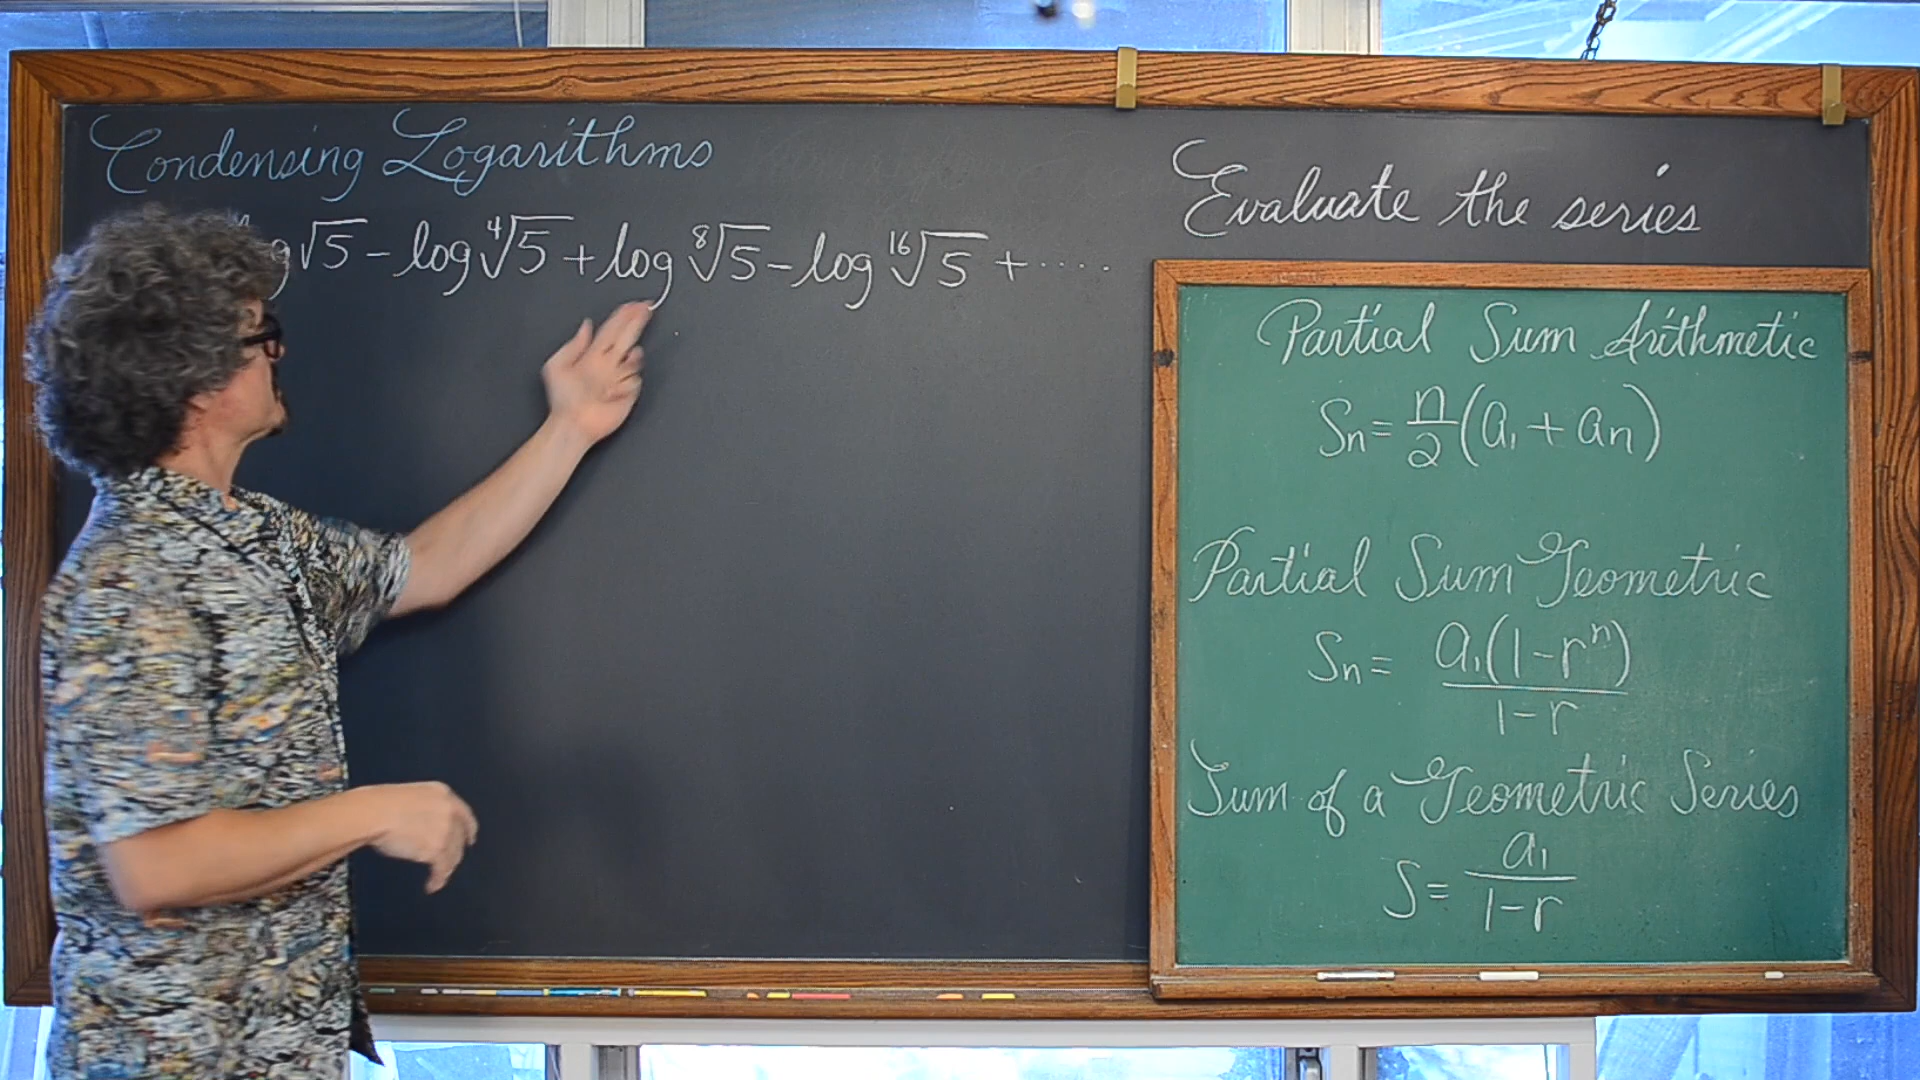 Condensing Logarithms
√5 - log ⁴√5 + log ⁸√5 - log ¹⁶√5 + ....
Evaluate the series
Partial Sum Arithmetic
Sn = n/2 (a₁ + an)
Partial Sum Geometric
Sn = a₁(1-rⁿ)/1-r
Sum of a Geometric Series
S = a₁/1-r